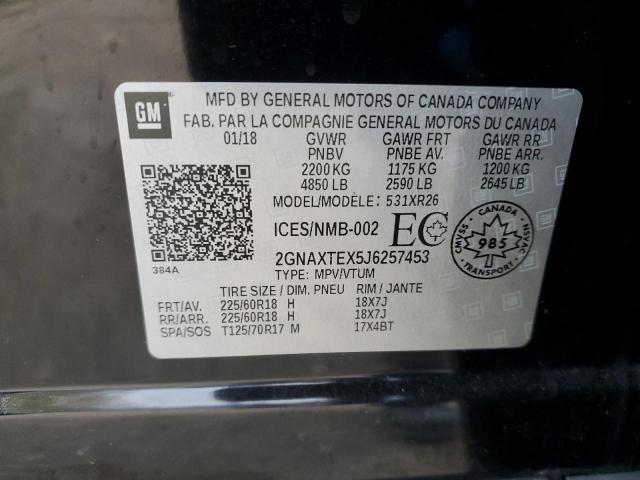 GM
MFD BY GENERAL MOTORS OF CANADA COMPANY
FAB. PAR LA COMPAGNIE GENERAL MOTORS DU CANADA
01/18 GVWR GAWR FRT GAWR RR
PNBV PNBE AV. PNBE ARR.
2200 KG 1175 KG 1200 KG
4850 LB 2590 LB 2645 LB
MODEL/MODÈLE: 531XR26
ICES/NMB-002 EC
CANADA
CMVSS 985 NSVAC
384A
2GNAXTEX5J6257453
TYPE: MPV/VTUM
TIRE SIZE / DIM. PNEU RIM / JANTE
FRT/AV. 225/60R18 H 18X7J
RR/ARR. 225/60R18 H 18X7J
SPA/SOS T125/70R17 M 17X4BT